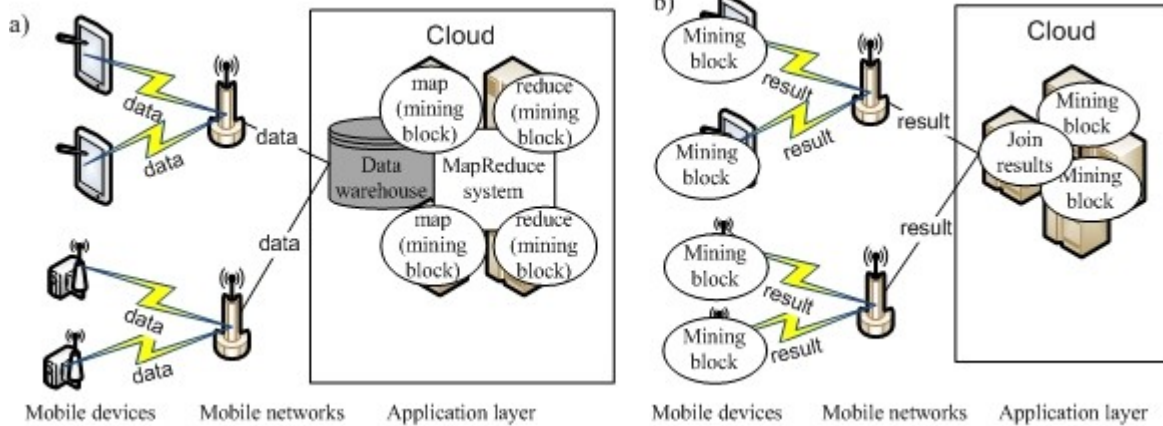 a)
Cloud
map
(mining
block)
reduce
(mining
block)
data
data
data
Data
warehouse
MapReduce
system
map
(mining
block)
reduce
(mining
block)
data
data
data
Mobile devices
Mobile networks
Application layer
b)
Cloud
Mining
block
result
result
result
Mining
block
Mining
block
Join
results
Mining
block
result
Mining
block
result
Mining
block
result
Mobile devices
Mobile networks
Application layer